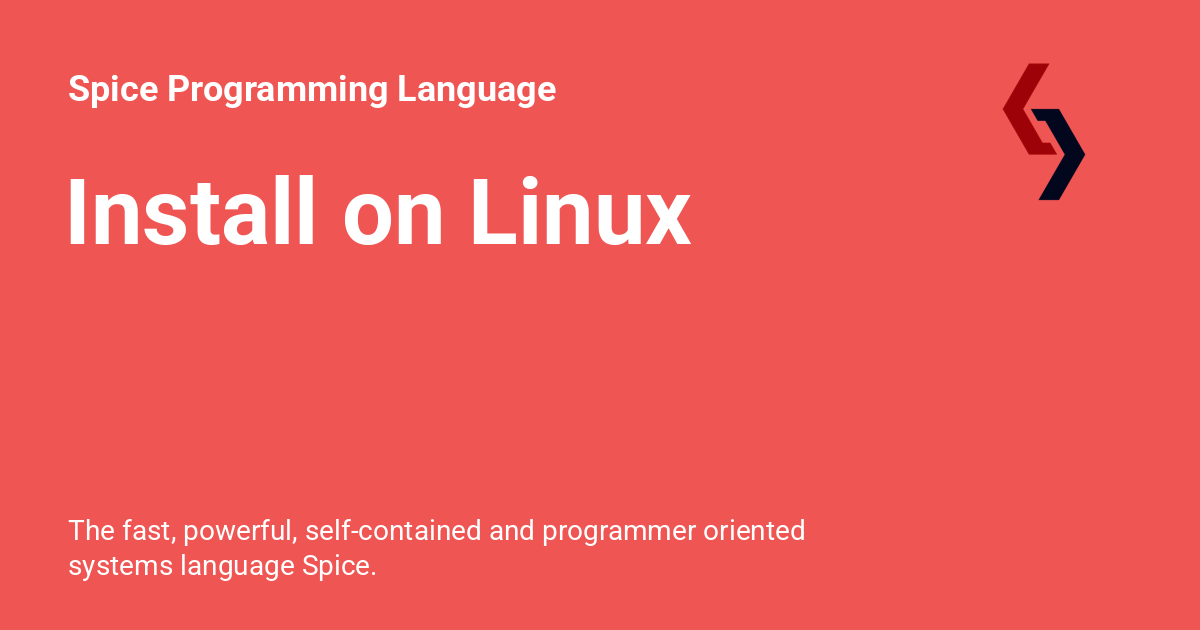 Spice Programming Language
Install on Linux
The fast, powerful, self-contained and programmer oriented
systems language Spice.